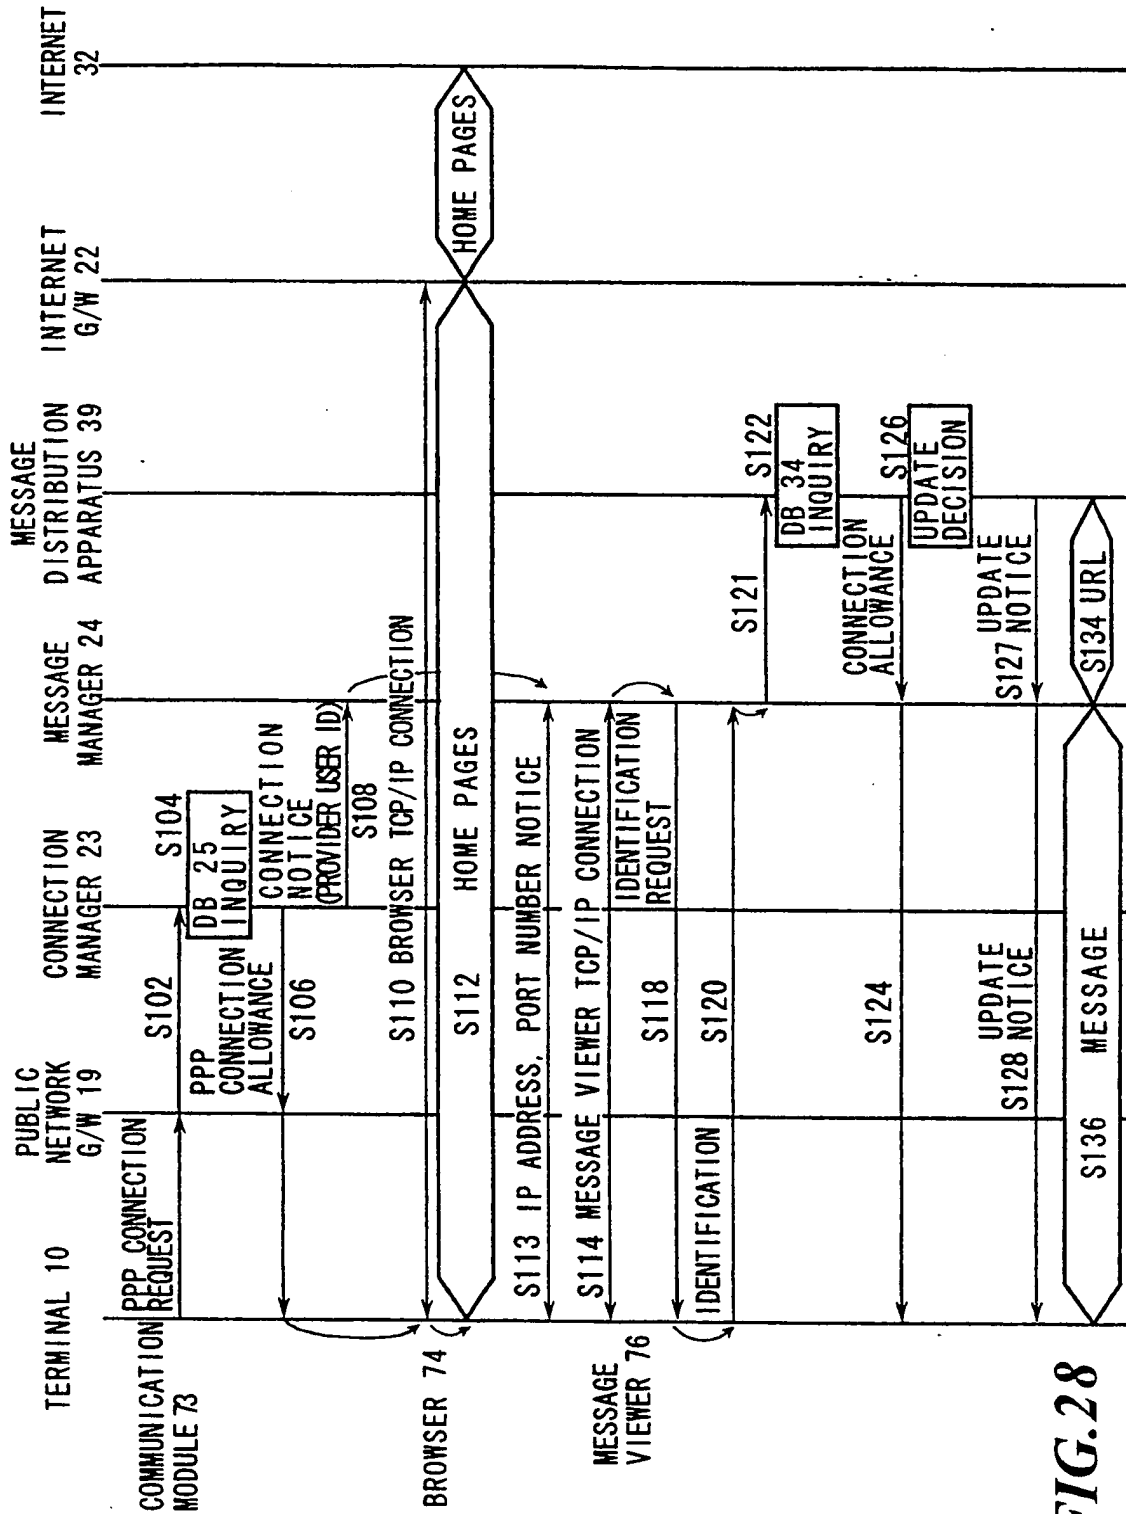 TERMINAL 10
PUBLIC
NETWORK
G/W 19
CONNECTION
MANAGER 23
MESSAGE
MANAGER 24
MESSAGE
DISTRIBUTION
APPARATUS 39
INTERNET
G/W 22
INTERNET
32
COMMUNICATION
MODULE 73
PPP CONNECTION
REQUEST
S102
S104
DB 25
INQUIRY
PPP
CONNECTION
ALLOWANCE
S106
CONNECTION
NOTICE
(PROVIDER USER ID)
S108
S110 BROWSER TCP/IP CONNECTION
BROWSER 74
S112 HOME PAGES
HOME PAGES
S113 IP ADDRESS, PORT NUMBER NOTICE
S114 MESSAGE VIEWER TCP/IP CONNECTION
MESSAGE
VIEWER 76
IDENTIFICATION
REQUEST
S118
IDENTIFICATION
S120
S121
S122
DB 34
INQUIRY
CONNECTION
ALLOWANCE
S124
S126
UPDATE
DECISION
UPDATE
S127 NOTICE
UPDATE
S128 NOTICE
S134 URL
S136 MESSAGE
FIG.28